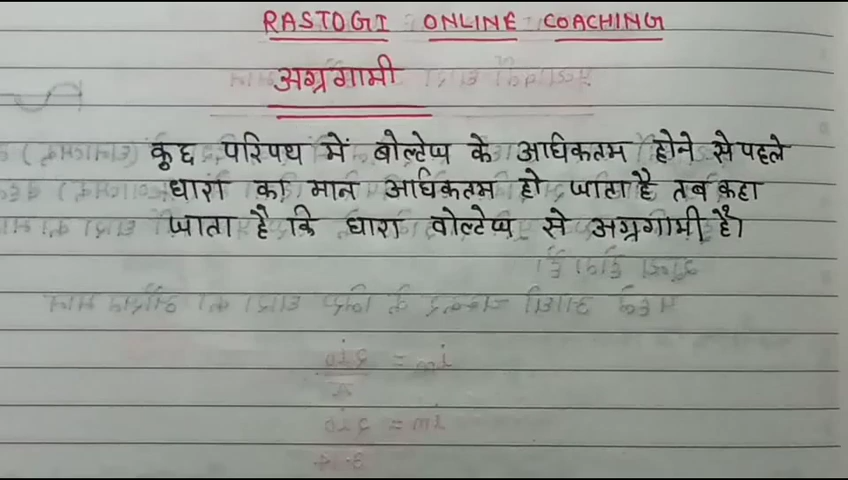 RASTOGI ONLINE COACHING
अग्रगामी
कुछ परिपथ में वोल्टेज के अधिकतम होने से पहले
धारा का मान अधिकतम हो जाता है तब कहा
जाता है कि धारा वोल्टेज से अग्रगामी है।